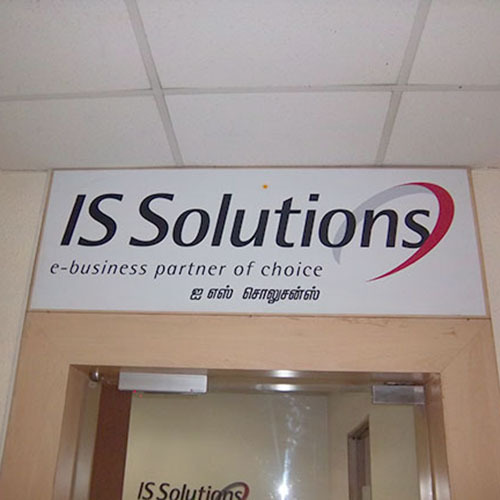 IS Solutions
e-business partner of choice
ஐ எஸ் சொலுசன்ஸ்
IS Solutions